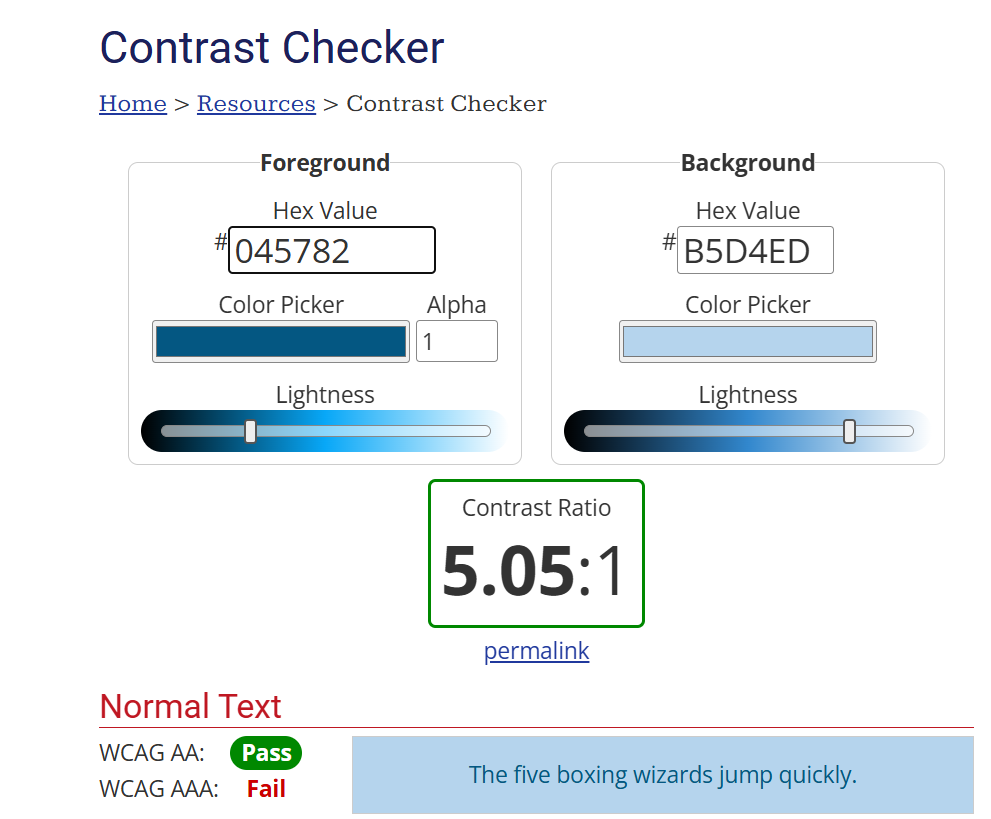 Contrast Checker
Home > Resources > Contrast Checker
Foreground
Hex Value
#045782
Color Picker Alpha
1
Lightness
Background
Hex Value
#B5D4ED
Color Picker
Lightness
Contrast Ratio
5.05:1
permalink
Normal Text
WCAG AA: Pass
WCAG AAA: Fail
The five boxing wizards jump quickly.